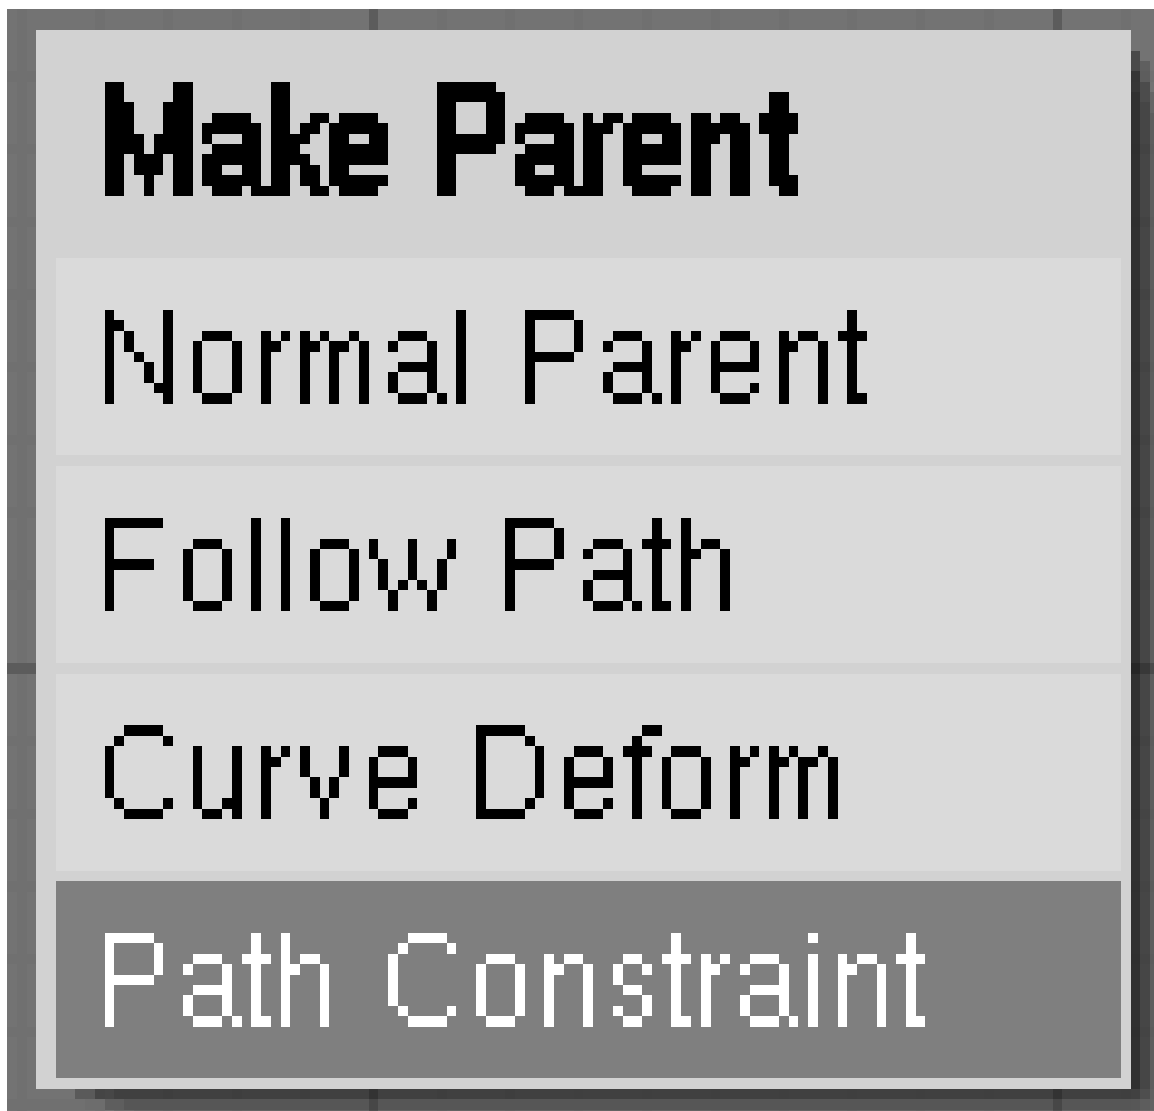 Make Parent
Normal Parent
Follow Path
Curve Deform
Path Constraint